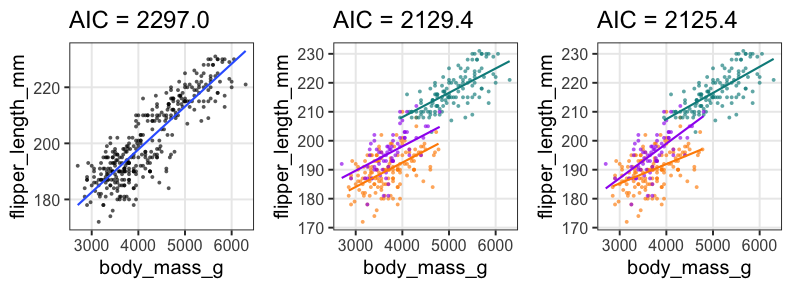 AIC = 2297.0
flipper_length_mm
220
200
180
3000 4000 5000 6000
body_mass_g
AIC = 2129.4
flipper_length_mm
230
220
210
200
190
180
170
3000 4000 5000 6000
body_mass_g
AIC = 2125.4
flipper_length_mm
230
220
210
200
190
180
170
3000 4000 5000 6000
body_mass_g